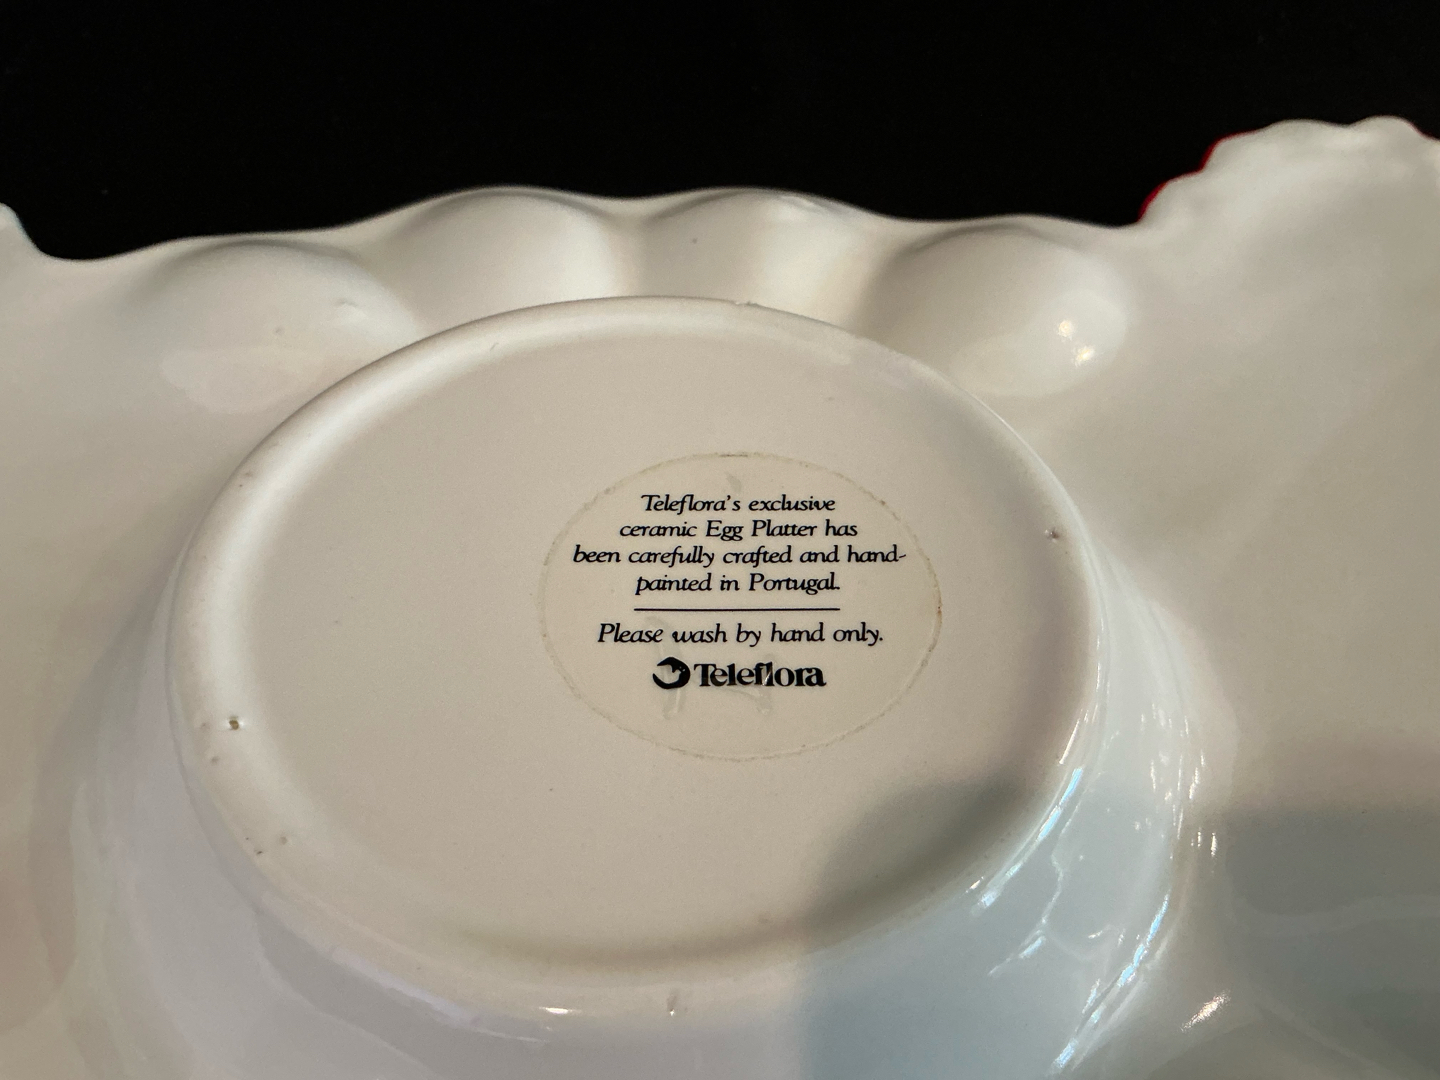 Teleflora's exclusive
ceramic Egg Platter has
been carefully crafted and hand-
painted in Portugal.
Please wash by hand only.
Teleflora